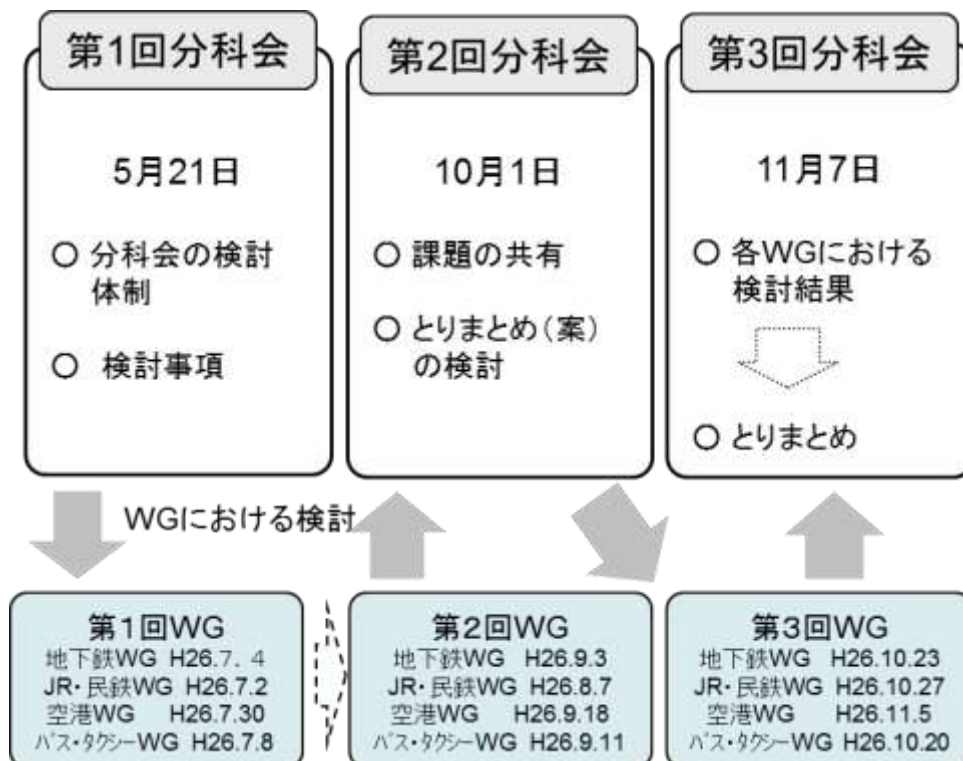 第1回分科会
5月21日
○ 分科会の検討
体制
○ 検討事項
第2回分科会
10月1日
○ 課題の共有
○ とりまとめ(案)
の検討
第3回分科会
11月7日
○ 各WGにおける
検討結果
○ とりまとめ
WGにおける検討
第1回WG
地下鉄WG H26.7.4
JR・民鉄WG H26.7.2
空港WG H26.7.30
バス・タクシーWG H26.7.8
第2回WG
地下鉄WG H26.9.3
JR・民鉄WG H26.8.7
空港WG H26.9.18
バス・タクシーWG H26.9.11
第3回WG
地下鉄WG H26.10.23
JR・民鉄WG H26.10.27
空港WG H26.11.5
バス・タクシーWG H26.10.20